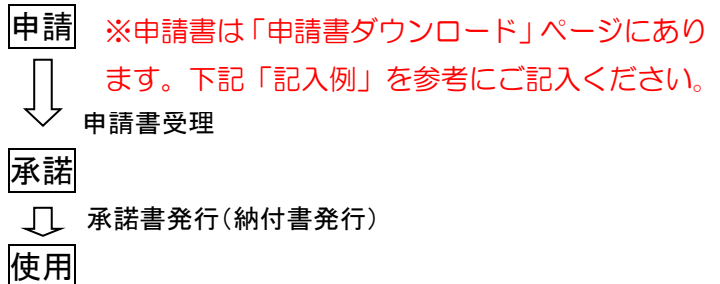 申請 ※申請書は「申請書ダウンロード」ページにあり
ます。下記「記入例」を参考にご記入ください。
申請書受理
承諾
承諾書発行(納付書発行)
使用